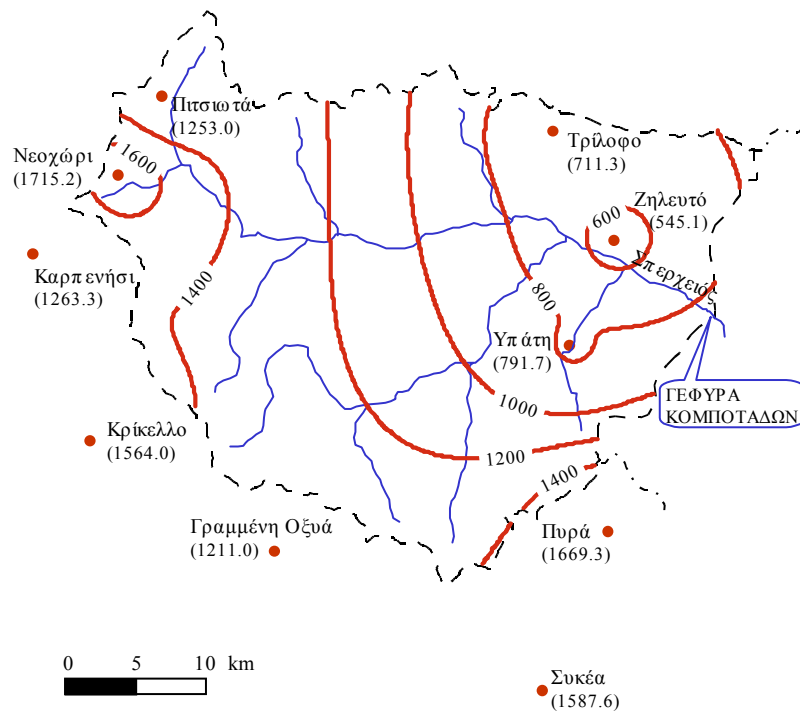 Πιτσιωτά
(1253.0)
Νεοχώρι
(1715.2)
1600
Τρίλοφο
(711.3)
Ζηλευτό
(545.1)
600
Σπερχειός
Καρπενήσι
(1263.3)
1400
800
Υπάτη
(791.7)
ΓΕΦΥΡΑ
ΚΟΜΠΟΤΑΔΩΝ
1000
Κρίκελλο
(1564.0)
1200
1400
Γραμμένη Οξυά
(1211.0)
Πυρά
(1669.3)
0 5 10 km
Συκέα
(1587.6)